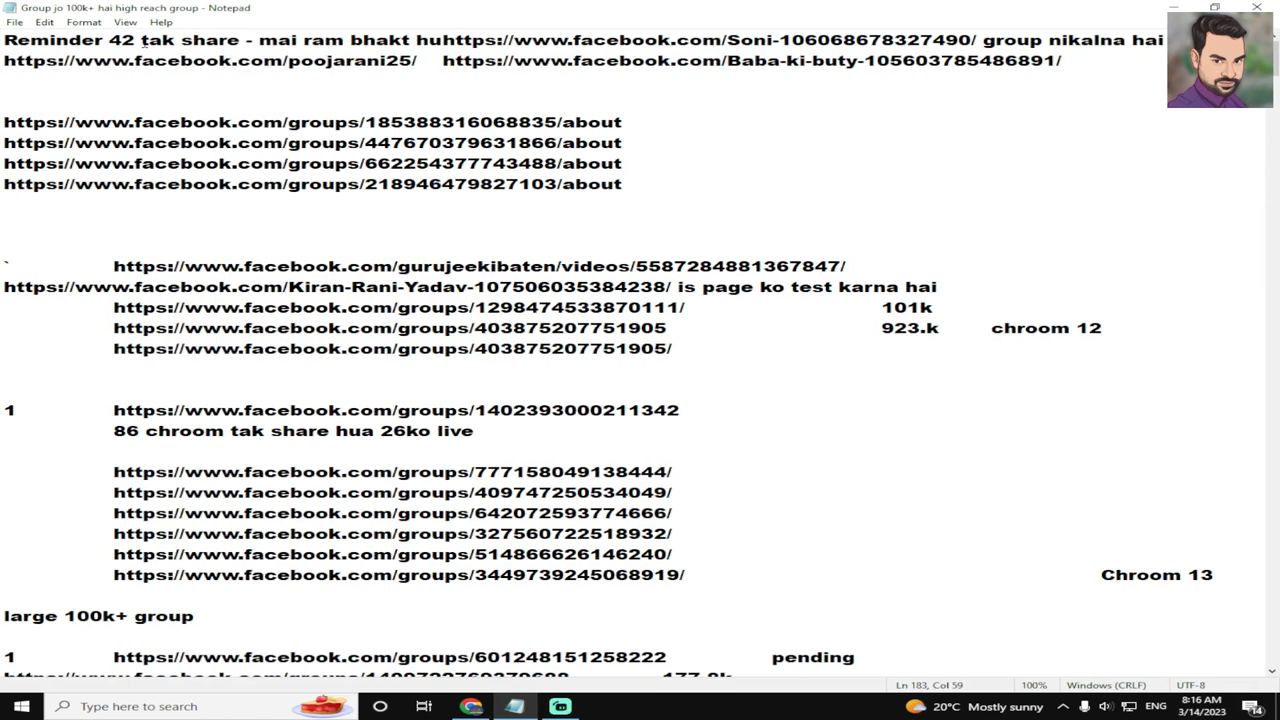 Group jo 100k+ hai high reach group - Notepad
File Edit Format View Help
Reminder 42 tak share - mai ram bhakt huhttps://www.facebook.com/Soni-106068678327490/ group nikalna hai
https://www.facebook.com/poojarani25/ https://www.facebook.com/Baba-ki-buty-105603785486891/
https://www.facebook.com/groups/185388316068835/about
https://www.facebook.com/groups/447670379631866/about
https://www.facebook.com/groups/662254377743488/about
https://www.facebook.com/groups/218946479827103/about
` https://www.facebook.com/gurujeekibaten/videos/5587284881367847/
https://www.facebook.com/Kiran-Rani-Yadav-107506035384238/ is page ko test karna hai
https://www.facebook.com/groups/1298474533870111/ 101k
https://www.facebook.com/groups/403875207751905 923.k chroom 12
https://www.facebook.com/groups/403875207751905/
1 https://www.facebook.com/groups/1402393000211342
86 chroom tak share hua 26ko live
https://www.facebook.com/groups/777158049138444/
https://www.facebook.com/groups/409747250534049/
https://www.facebook.com/groups/642072593774666/
https://www.facebook.com/groups/327560722518932/
https://www.facebook.com/groups/514866626146240/
https://www.facebook.com/groups/3449739245068919/ Chroom 13
large 100k+ group
1 https://www.facebook.com/groups/601248151258222 pending
Ln 183, Col 59 100% Windows (CRLF) UTF-8
Type here to search 20°C Mostly sunny ENG 8:16 AM
3/14/2023 14